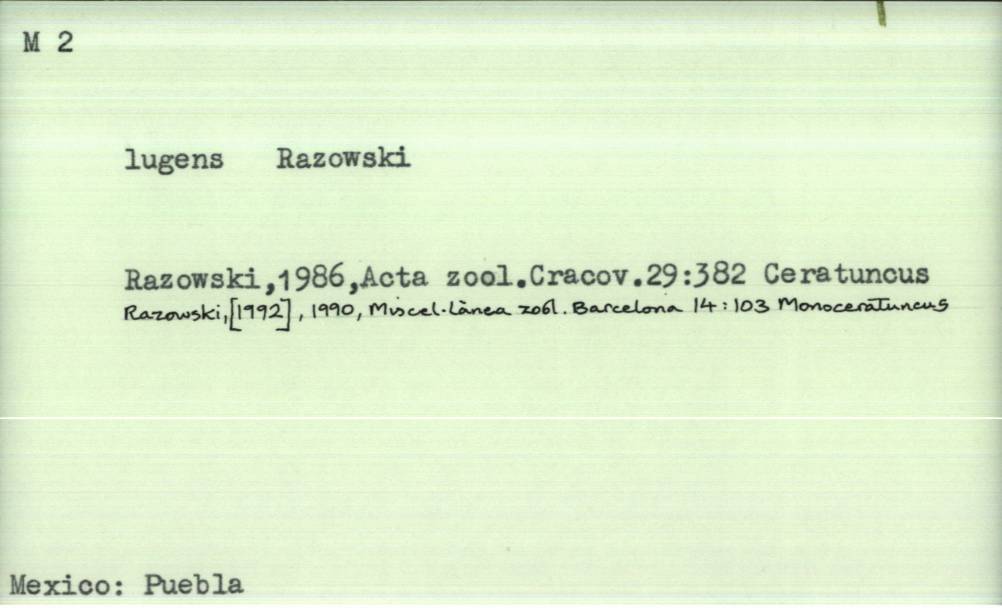 M 2
lugens Razowski
Razowski,1986,Acta zool.Cracov.29:382 Ceratuncus
Razowski,[1992], 1990, Miscel·lània zoól. Barcelona 14:103 Monoceratuncus
Mexico: Puebla